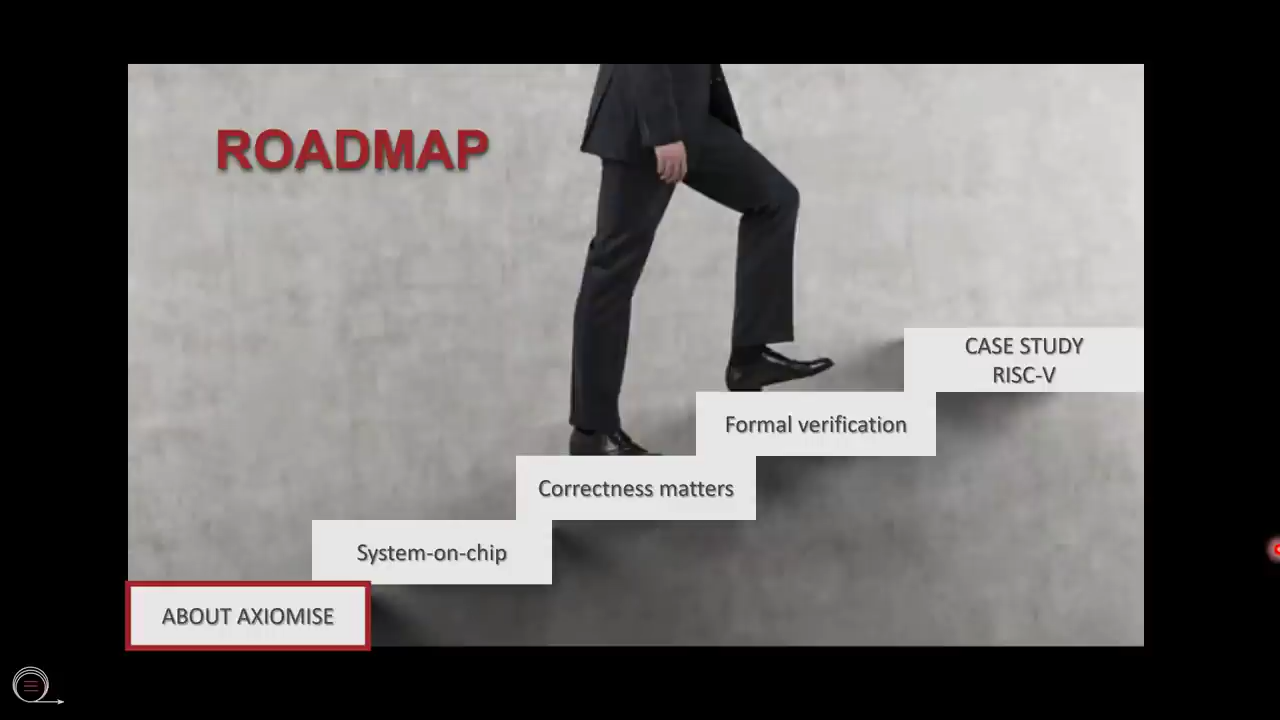 ROADMAP
CASE STUDY
RISC-V
Formal verification
Correctness matters
System-on-chip
ABOUT AXIOMISE